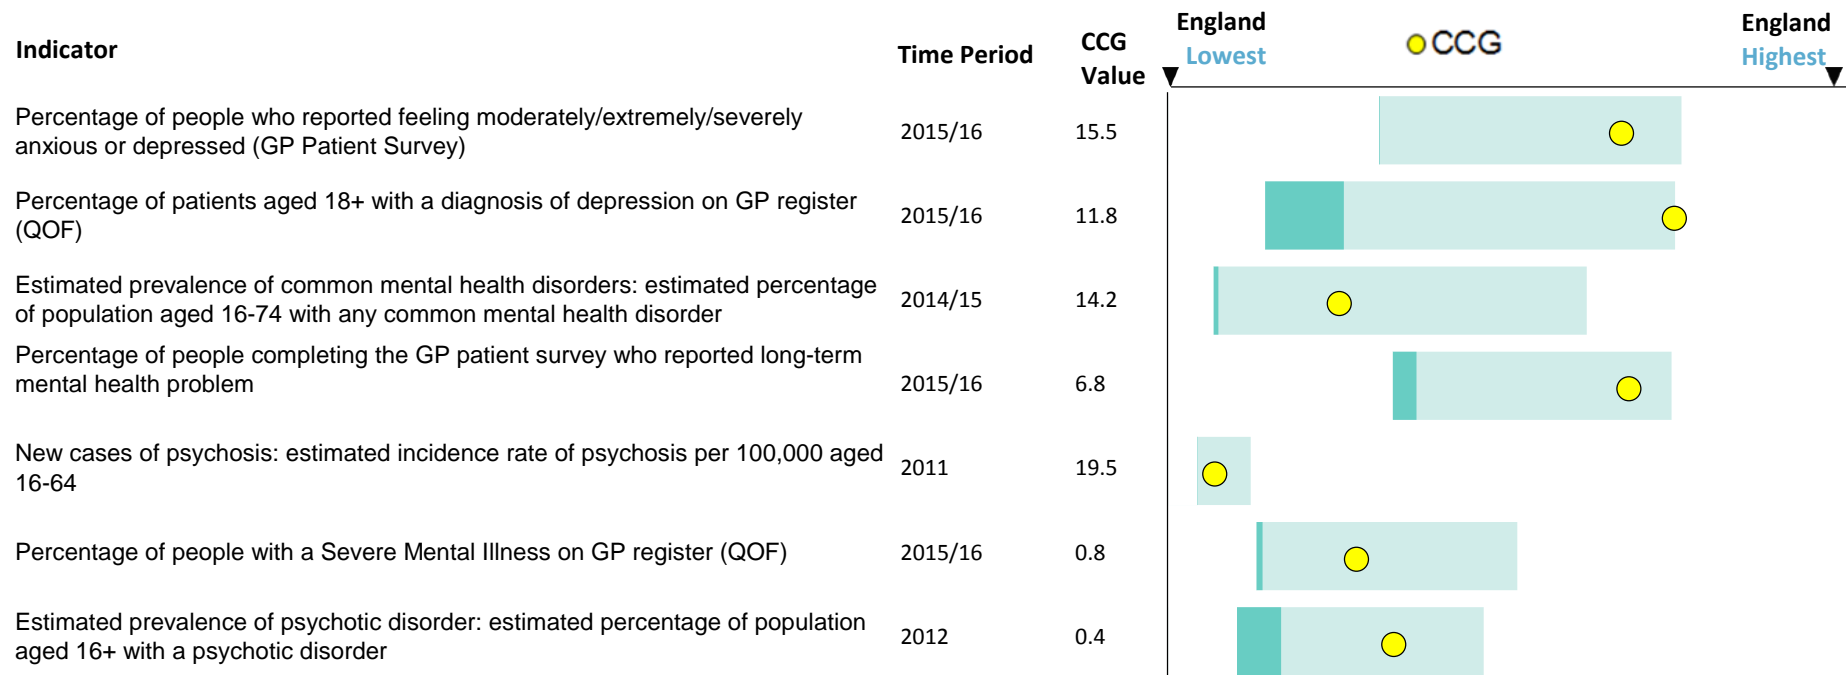 Indicator
Time Period
CCG
Value
England
Lowest
CCG
England
Highest
Percentage of people who reported feeling moderately/extremely/severely
anxious or depressed (GP Patient Survey)
2015/16
15.5
Percentage of patients aged 18+ with a diagnosis of depression on GP register
(QOF)
2015/16
11.8
Estimated prevalence of common mental health disorders: estimated percentage
of population aged 16-74 with any common mental health disorder
2014/15
14.2
Percentage of people completing the GP patient survey who reported long-term
mental health problem
2015/16
6.8
New cases of psychosis: estimated incidence rate of psychosis per 100,000 aged
16-64
2011
19.5
Percentage of people with a Severe Mental Illness on GP register (QOF)
2015/16
0.8
Estimated prevalence of psychotic disorder: estimated percentage of population
aged 16+ with a psychotic disorder
2012
0.4